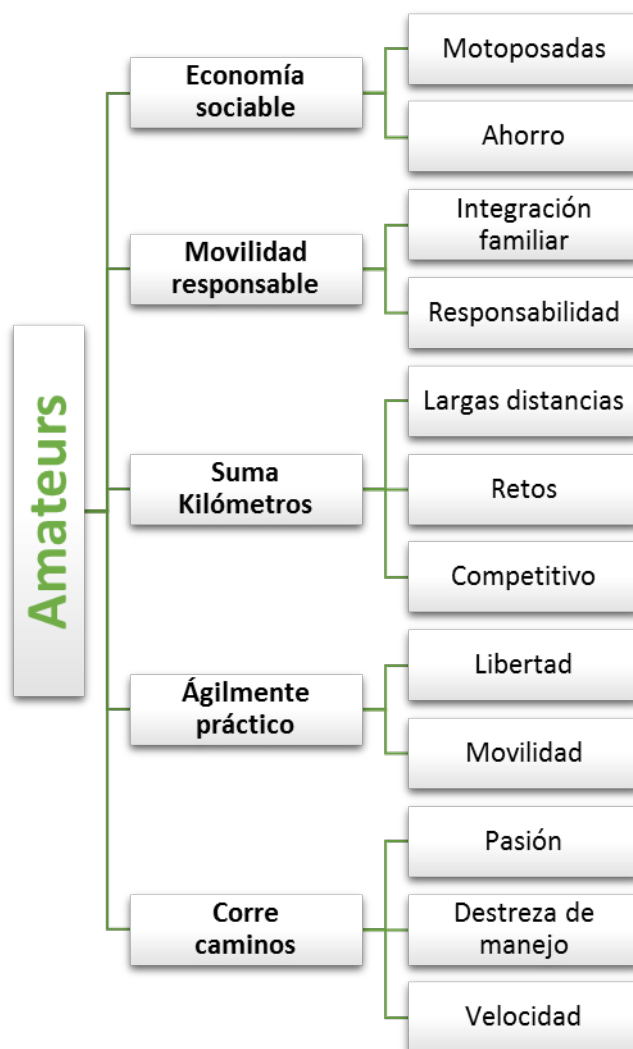 Amateurs
Economía
sociable
Motoposadas
Ahorro
Movilidad
responsable
Integración
familiar
Responsabilidad
Suma
Kilómetros
Largas distancias
Retos
Competitivo
Ágilmente
práctico
Libertad
Movilidad
Corre
caminos
Pasión
Destreza de
manejo
Velocidad